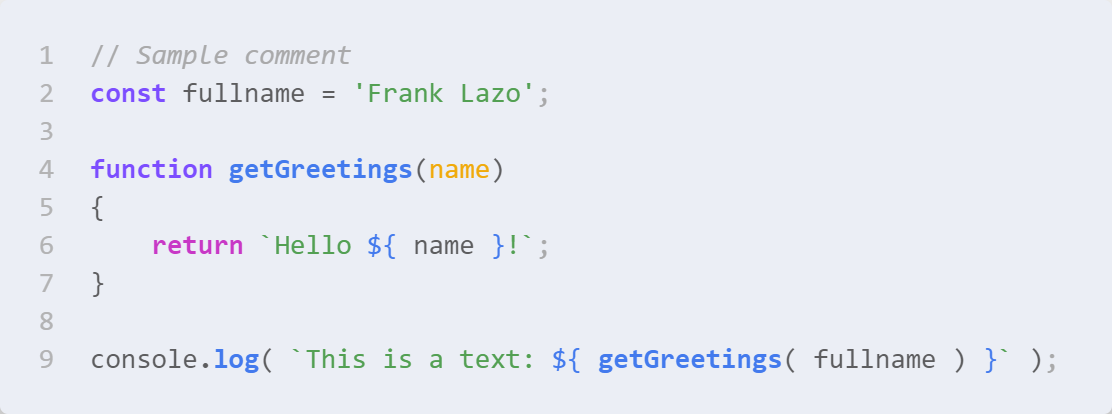 1 // Sample comment
2 const fullname = 'Frank Lazo';
3
4 function getGreetings(name)
5 {
6     return `Hello ${ name }!`;
7 }
8
9 console.log( `This is a text: ${ getGreetings( fullname ) }` );